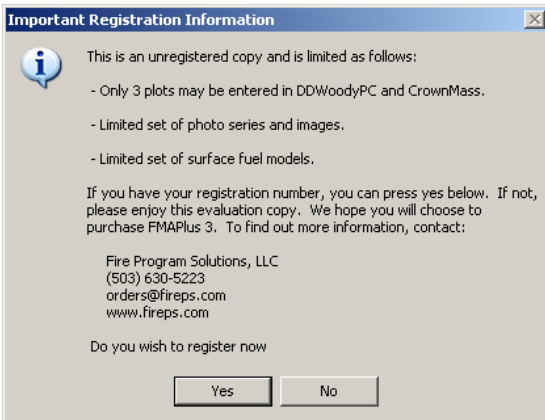 Important Registration Information
This is an unregistered copy and is limited as follows:
- Only 3 plots may be entered in DDWoodyPC and CrownMass.
- Limited set of photo series and images.
- Limited set of surface fuel models.
If you have your registration number, you can press yes below. If not,
please enjoy this evaluation copy. We hope you will choose to
purchase FMAPlus 3. To find out more information, contact:
Fire Program Solutions, LLC
(503) 630-5223
orders@fireps.com
www.fireps.com
Do you wish to register now
Yes No